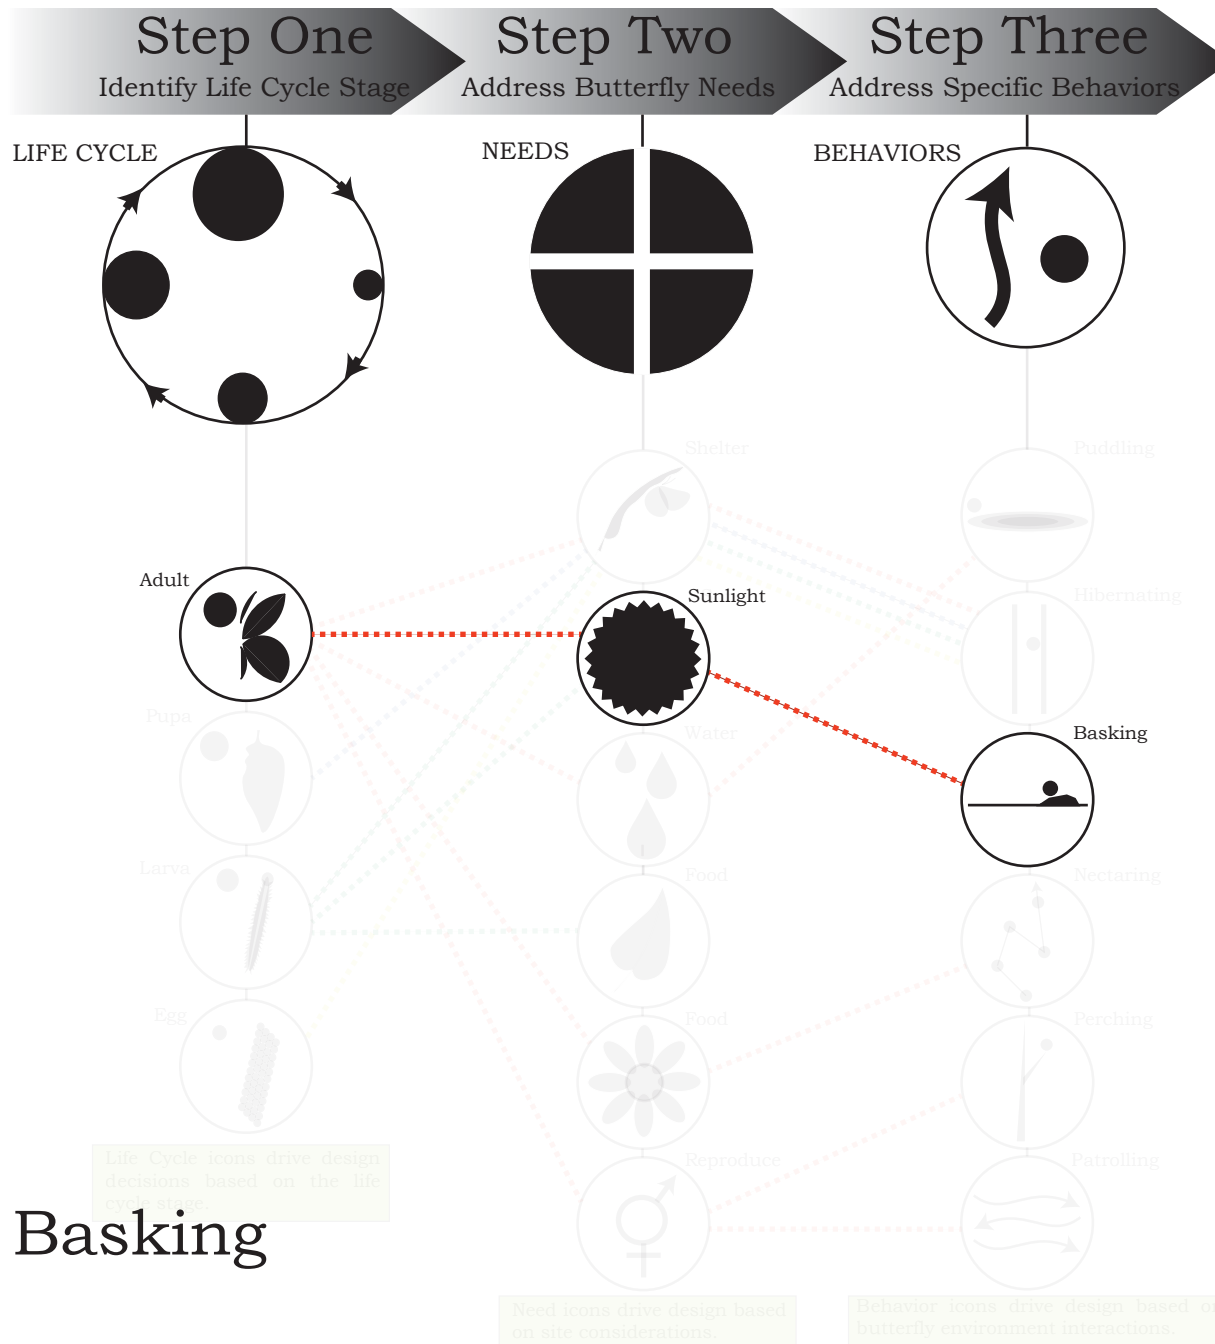 Step One
Identify Life Cycle Stage
Step Two
Address Butterfly Needs
Step Three
Address Specific Behaviors
LIFE CYCLE
NEEDS
BEHAVIORS
Shelter
Puddling
Adult
Sunlight
Hibernating
Pupa
Water
Basking
Larva
Food
Nectaring
Egg
Food
Perching
Life Cycle icons drive design
decisions based on the life
cycle stage.
Reproduce
Patrolling
Basking
Need icons drive design based
on site considerations.
Behavior icons drive design based
butterfly environment interactions.